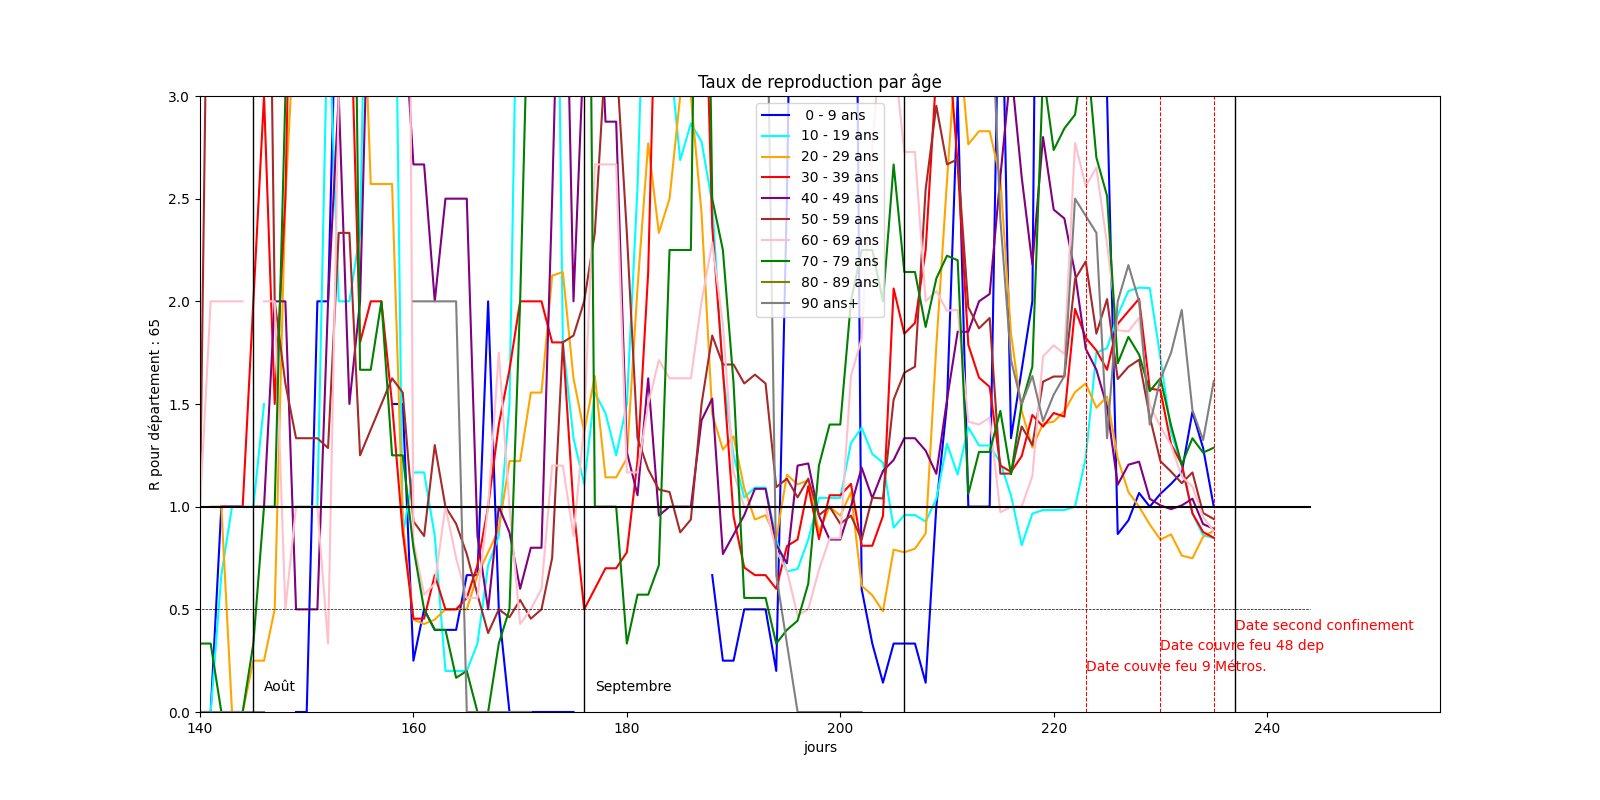 Taux de reproduction par âge
R pour département : 65
3.0
2.5
2.0
1.5
1.0
0.5
0.0
0 - 9 ans
10 - 19 ans
20 - 29 ans
30 - 39 ans
40 - 49 ans
50 - 59 ans
60 - 69 ans
70 - 79 ans
80 - 89 ans
90 ans+
Date second confinement
Date couvre feu 48 dep
Date couvre feu 9 Métros.
Août
Septembre
140
160
180
200
220
240
jours